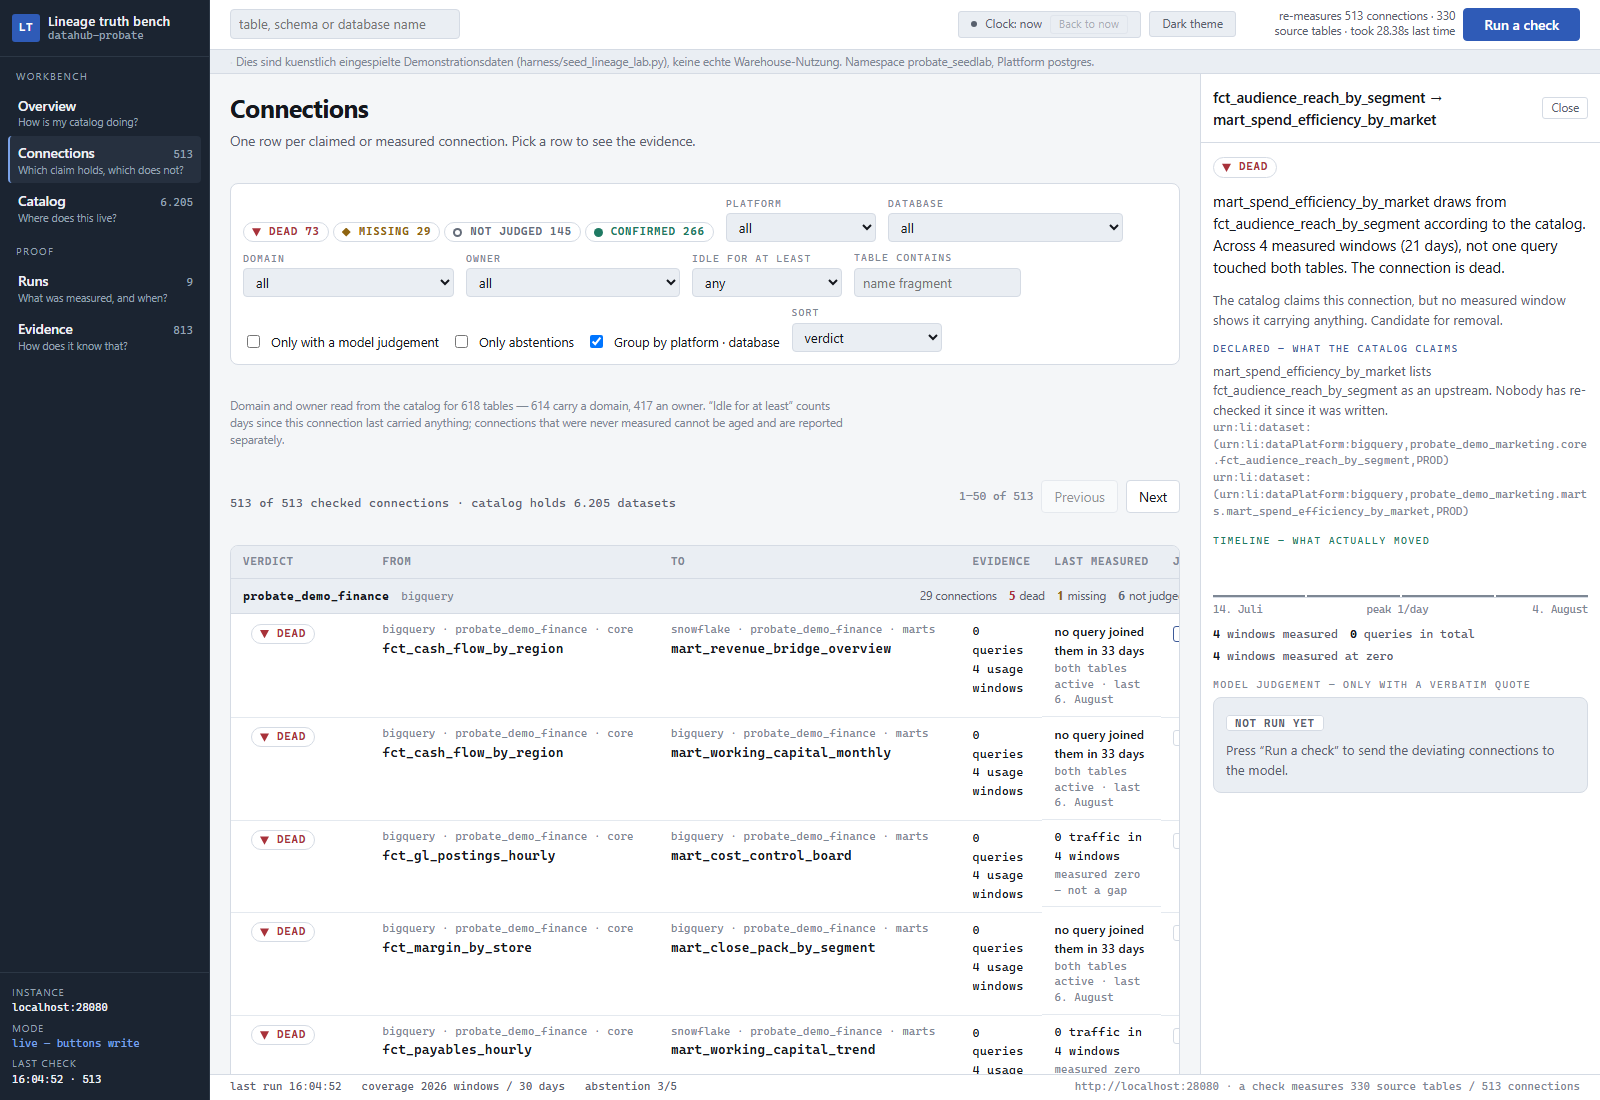 LT
Lineage truth bench
datahub-probate
WORKBENCH
Overview
How is my catalog doing?
Connections 513
Which claim holds, which does not?
Catalog 6.205
Where does this live?
PROOF
Runs 9
What was measured, and when?
Evidence 813
How does it know that?
INSTANCE
localhost:28080
MODE
live — buttons write
LAST CHECK
16:04:52 · 513
table, schema or database name
Clock: now Back to now
Dark theme
re-measures 513 connections · 330
source tables · took 28.38s last time
Run a check
· Dies sind kuenstlich eingespielte Demonstrationsdaten (harness/seed_lineage_lab.py), keine echte Warehouse-Nutzung. Namespace probate_seedlab, Plattform postgres.
Connections
One row per claimed or measured connection. Pick a row to see the evidence.
DEAD 73 MISSING 29 NOT JUDGED 145 CONFIRMED 266
PLATFORM
all
DATABASE
all
DOMAIN
all
OWNER
all
IDLE FOR AT LEAST
any
TABLE CONTAINS
name fragment
Only with a model judgement Only abstentions Group by platform · database
SORT
verdict
Domain and owner read from the catalog for 618 tables — 614 carry a domain, 417 an owner. "Idle for at least" counts
days since this connection last carried anything; connections that were never measured cannot be aged and are reported
separately.
513 of 513 checked connections · catalog holds 6.205 datasets
1–50 of 513 Previous Next
VERDICT FROM TO EVIDENCE LAST MEASURED J
probate_demo_finance bigquery 29 connections 5 dead 1 missing 6 not judge
DEAD
bigquery · probate_demo_finance · core
fct_cash_flow_by_region
snowflake · probate_demo_finance · marts
mart_revenue_bridge_overview
0
queries
4 usage
windows
no query joined
them in 33 days
both tables
active · last
6. August
DEAD
bigquery · probate_demo_finance · core
fct_cash_flow_by_region
bigquery · probate_demo_finance · marts
mart_working_capital_monthly
0
queries
4 usage
windows
no query joined
them in 33 days
both tables
active · last
6. August
DEAD
bigquery · probate_demo_finance · core
fct_gl_postings_hourly
bigquery · probate_demo_finance · marts
mart_cost_control_board
0
queries
4 usage
windows
0 traffic in
4 windows
measured zero
— not a gap
DEAD
bigquery · probate_demo_finance · core
fct_margin_by_store
bigquery · probate_demo_finance · marts
mart_close_pack_by_segment
0
queries
4 usage
windows
no query joined
them in 33 days
both tables
active · last
6. August
DEAD
bigquery · probate_demo_finance · core
fct_payables_hourly
snowflake · probate_demo_finance · marts
mart_working_capital_trend
0
queries
4 usage
0 traffic in
4 windows
measured zero
fct_audience_reach_by_segment →
mart_spend_efficiency_by_market
Close
DEAD
mart_spend_efficiency_by_market draws from
fct_audience_reach_by_segment according to the catalog.
Across 4 measured windows (21 days), not one query
touched both tables. The connection is dead.
The catalog claims this connection, but no measured window
shows it carrying anything. Candidate for removal.
DECLARED — WHAT THE CATALOG CLAIMS
mart_spend_efficiency_by_market lists
fct_audience_reach_by_segment as an upstream. Nobody has re-
checked it since it was written.
urn:li:dataset:
(urn:li:dataPlatform:bigquery,probate_demo_marketing.core
.fct_audience_reach_by_segment,PROD)
urn:li:dataset:
(urn:li:dataPlatform:bigquery,probate_demo_marketing.mart
s.mart_spend_efficiency_by_market,PROD)
TIMELINE — WHAT ACTUALLY MOVED
14. Juli peak 1/day 4. August
4 windows measured 0 queries in total
4 windows measured at zero
MODEL JUDGEMENT — ONLY WITH A VERBATIM QUOTE
NOT RUN YET
Press "Run a check" to send the deviating connections to
the model.
last run 16:04:52 coverage 2026 windows / 30 days abstention 3/5
http://localhost:28080 · a check measures 330 source tables / 513 connections